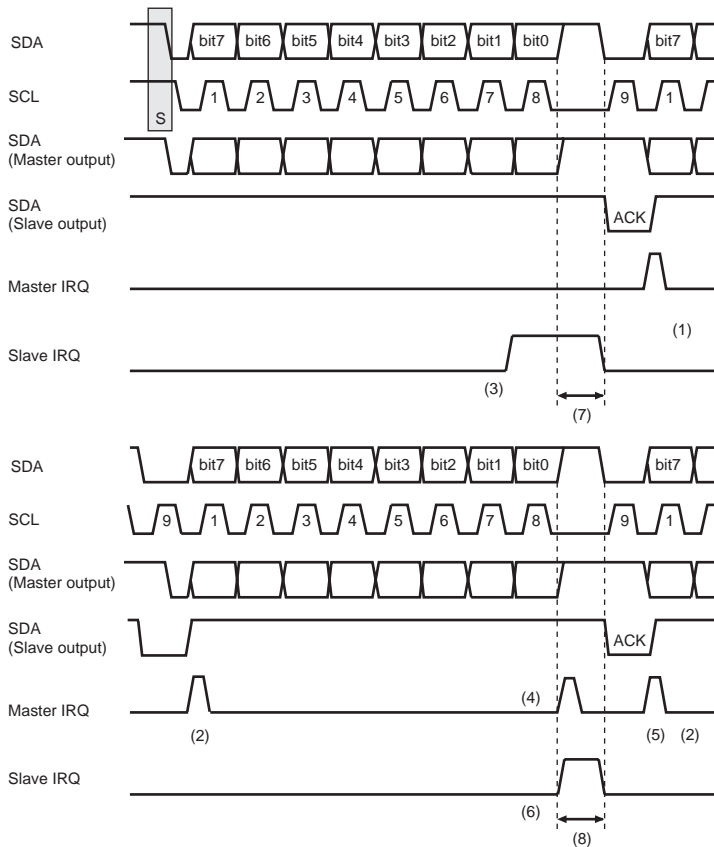 SDA bit7 bit6 bit5 bit4 bit3 bit2 bit1 bit0 bit7
SCL 1 2 3 4 5 6 7 8 9 1
S
SDA
(Master output)
SDA
(Slave output) ACK
Master IRQ
(1)
Slave IRQ
(3)
(7)
SDA bit7 bit6 bit5 bit4 bit3 bit2 bit1 bit0 bit7
SCL 9 1 2 3 4 5 6 7 8 9 1
SDA
(Master output)
SDA
(Slave output) ACK
Master IRQ (4)
(2) (5) (2)
Slave IRQ
(6)
(8)